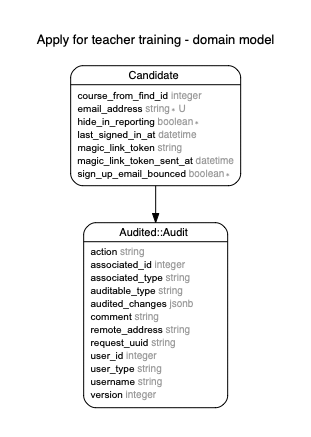 Apply for teacher training - domain model
Candidate
course_from_find_id integer
email_address string ∗ U
hide_in_reporting boolean ∗
last_signed_in_at datetime
magic_link_token string
magic_link_token_sent_at datetime
sign_up_email_bounced boolean ∗
Audited::Audit
action string
associated_id integer
associated_type string
auditable_type string
audited_changes jsonb
comment string
remote_address string
request_uuid string
user_id integer
user_type string
username string
version integer